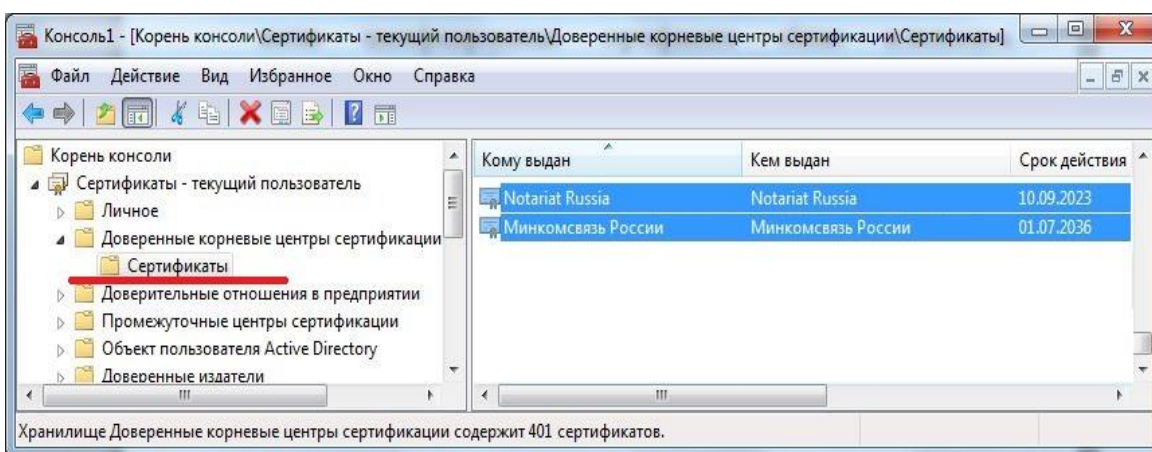 Консоль1 - [Корень консоли\Сертификаты - текущий пользователь\Доверенные корневые центры сертификации\Сертификаты]
Файл Действие Вид Избранное Окно Справка
Корень консоли
Сертификаты - текущий пользователь
Личное
Доверенные корневые центры сертификации
Сертификаты
Доверительные отношения в предприятии
Промежуточные центры сертификации
Объект пользователя Active Directory
Доверенные издатели
Кому выдан Кем выдан Срок действия
Notariat Russia Notariat Russia 10.09.2023
Минкомсвязь России Минкомсвязь России 01.07.2036
Хранилище Доверенные корневые центры сертификации содержит 401 сертификатов.